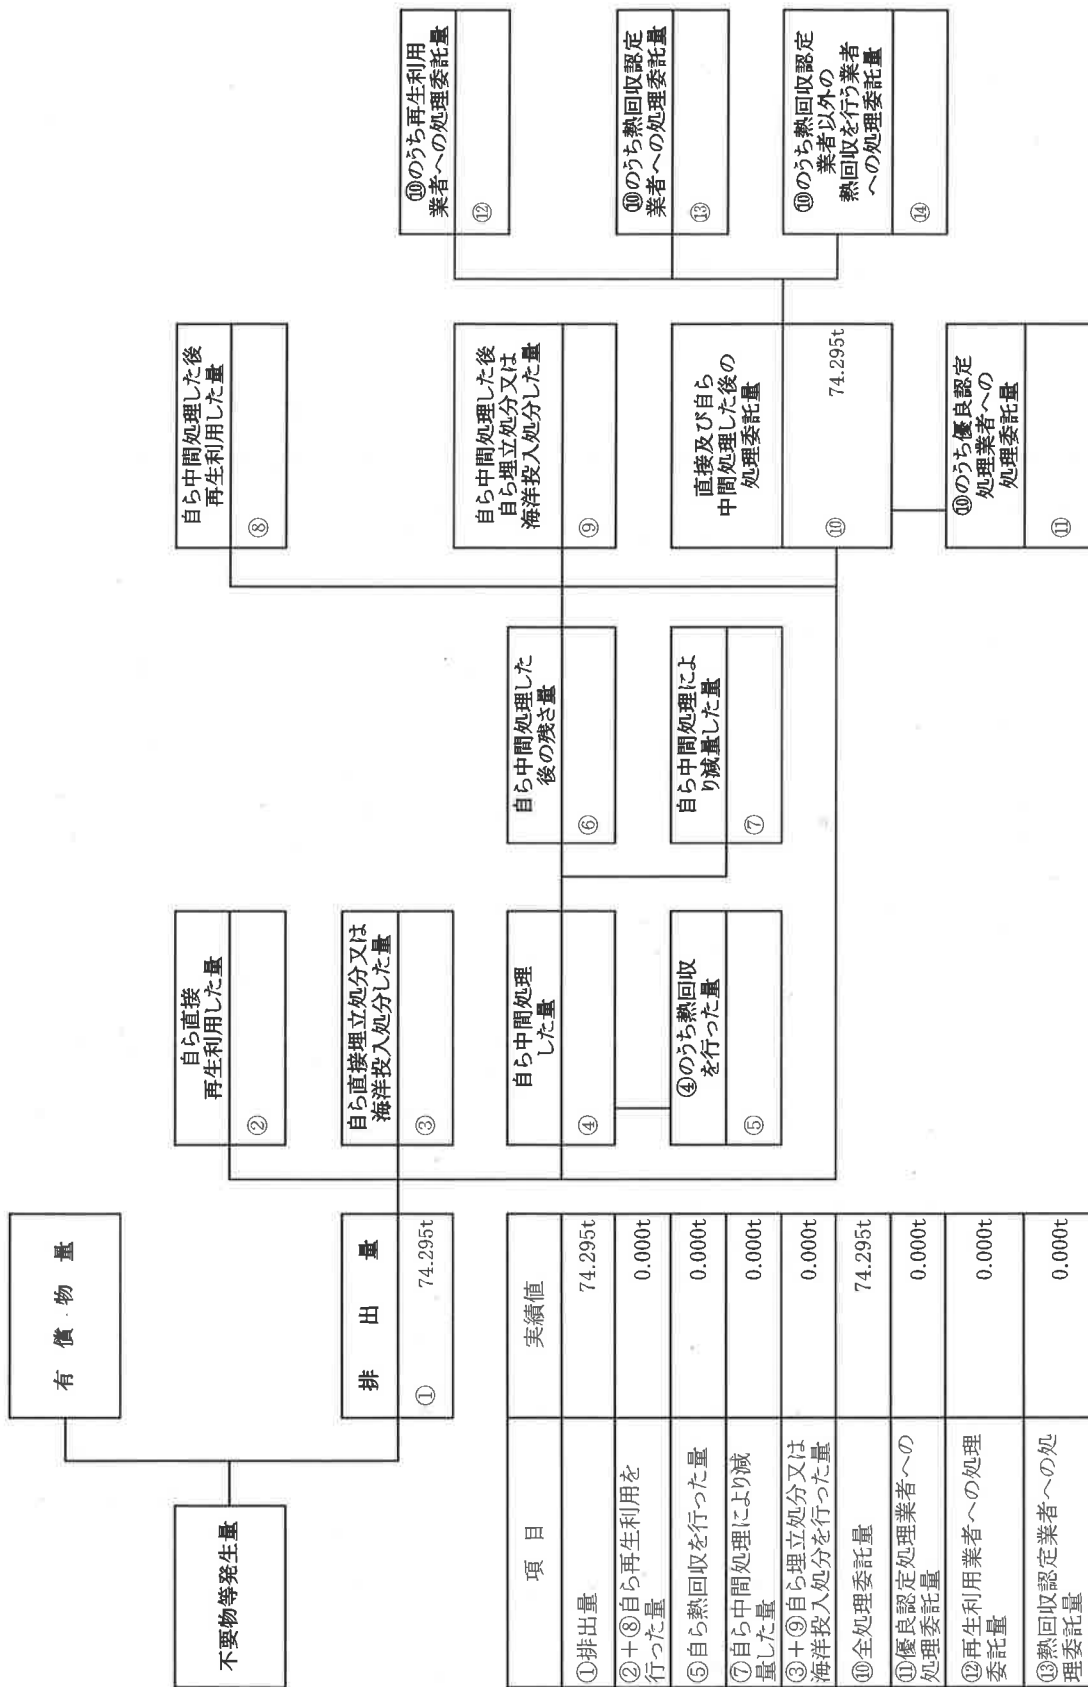 有償物量
不要物等発生量
排出量
① 74.295t
自ら直接
再生利用した量
②
自ら直接埋立処分又は
海洋投入処分した量
③
自ら中間処理
した量
④
④のうち熱回収
を行った量
⑤
自ら中間処理した
後の残さ量
⑥
自ら中間処理によ
り減量した量
⑦
自ら中間処理した後
再生利用した量
⑧
自ら中間処理した後
自ら埋立処分又は
海洋投入処分した量
⑨
直接及び自ら
中間処理した後の
処理委託量
⑩ 74.295t
⑩のうち優良認定
処理業者への
処理委託量
⑪
⑩のうち再生利用
業者への処理委託量
⑫
⑩のうち熱回収認定
業者への処理委託量
⑬
⑩のうち熱回収認定
業者以外の
熱回収を行う業者
への処理委託量
⑭
項目 実績値
①排出量 74.295t
②+⑧自ら再生利用を
行った量 0.000t
⑤自ら熱回収を行った量 0.000t
⑦自ら中間処理により減
量した量 0.000t
③+⑨自ら埋立処分又は
海洋投入処分を行った量 0.000t
⑩全処理委託量 74.295t
⑪優良認定処理業者への
処理委託量 0.000t
⑫再生利用業者への処理
委託量 0.000t
⑬熱回収認定業者への処
理委託量 0.000t